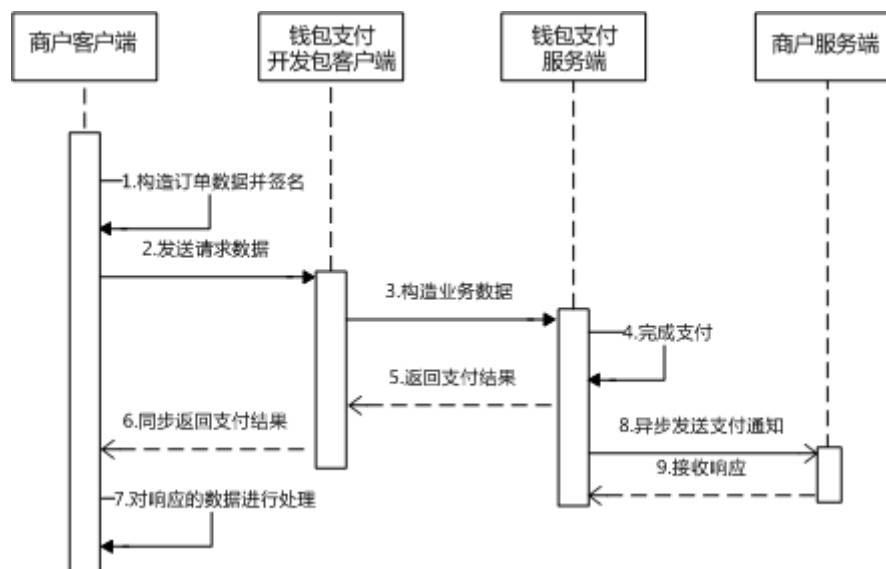 商户客户端
钱包支付
开发包客户端
钱包支付
服务端
商户服务端
1.构造订单数据并签名
2.发送请求数据
3.构造业务数据
4.完成支付
5.返回支付结果
6.同步返回支付结果
8.异步发送支付通知
9.接收响应
7.对响应的数据进行处理